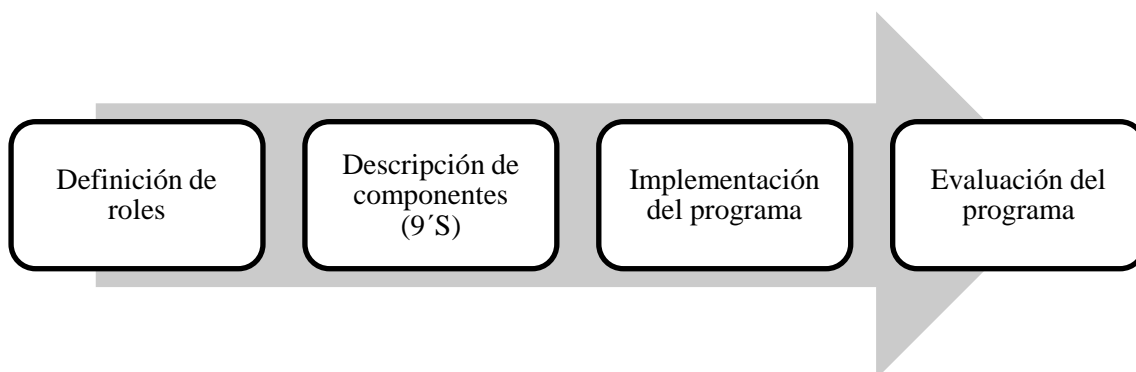 Definición de
roles
Descripción de
componentes
(9´S)
Implementación
del programa
Evaluación del
programa